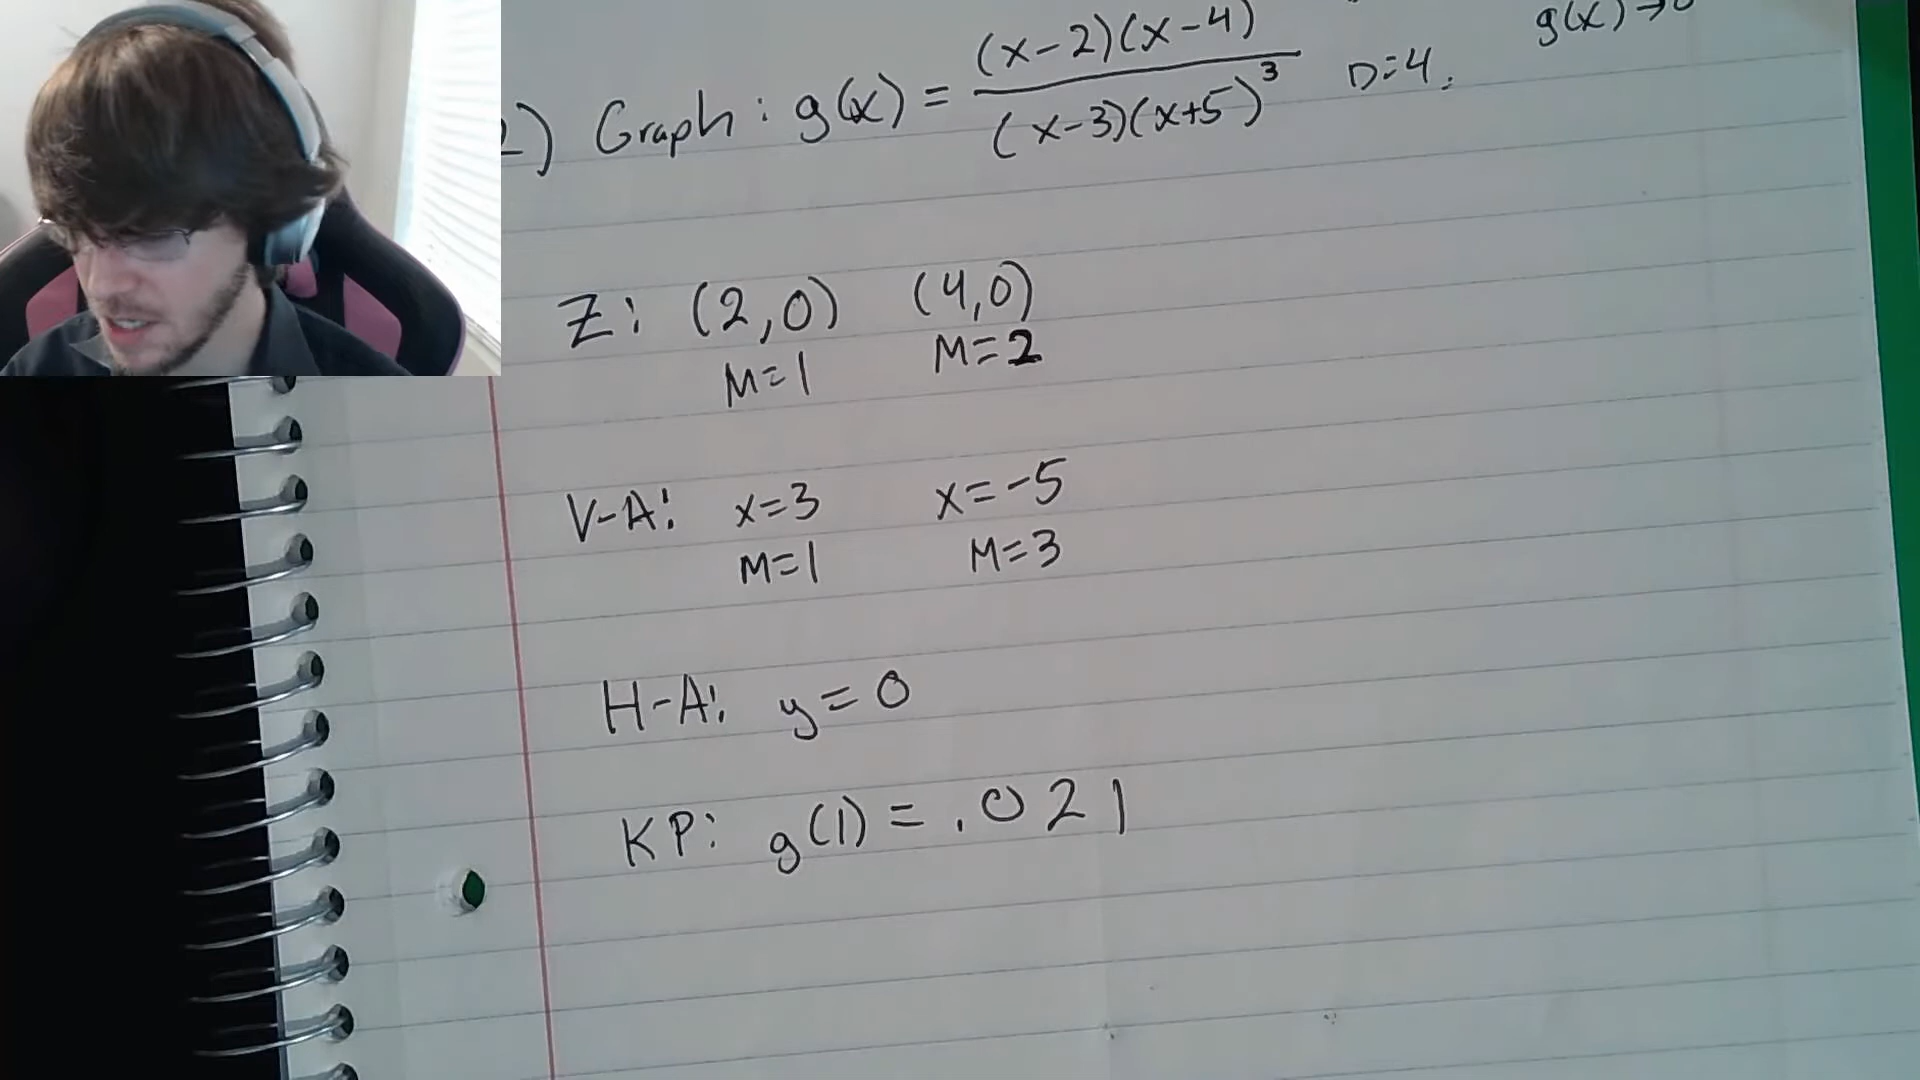 (x-2)(x-4)
g(x)→0
2) Graph: g(x) = (x-3)(x+5)³ D=4.
Z: (2,0) (4,0)
M=1 M=2
V-A: x=3 x=-5
M=1 M=3
H-A: y=0
KP: g(1) = .021